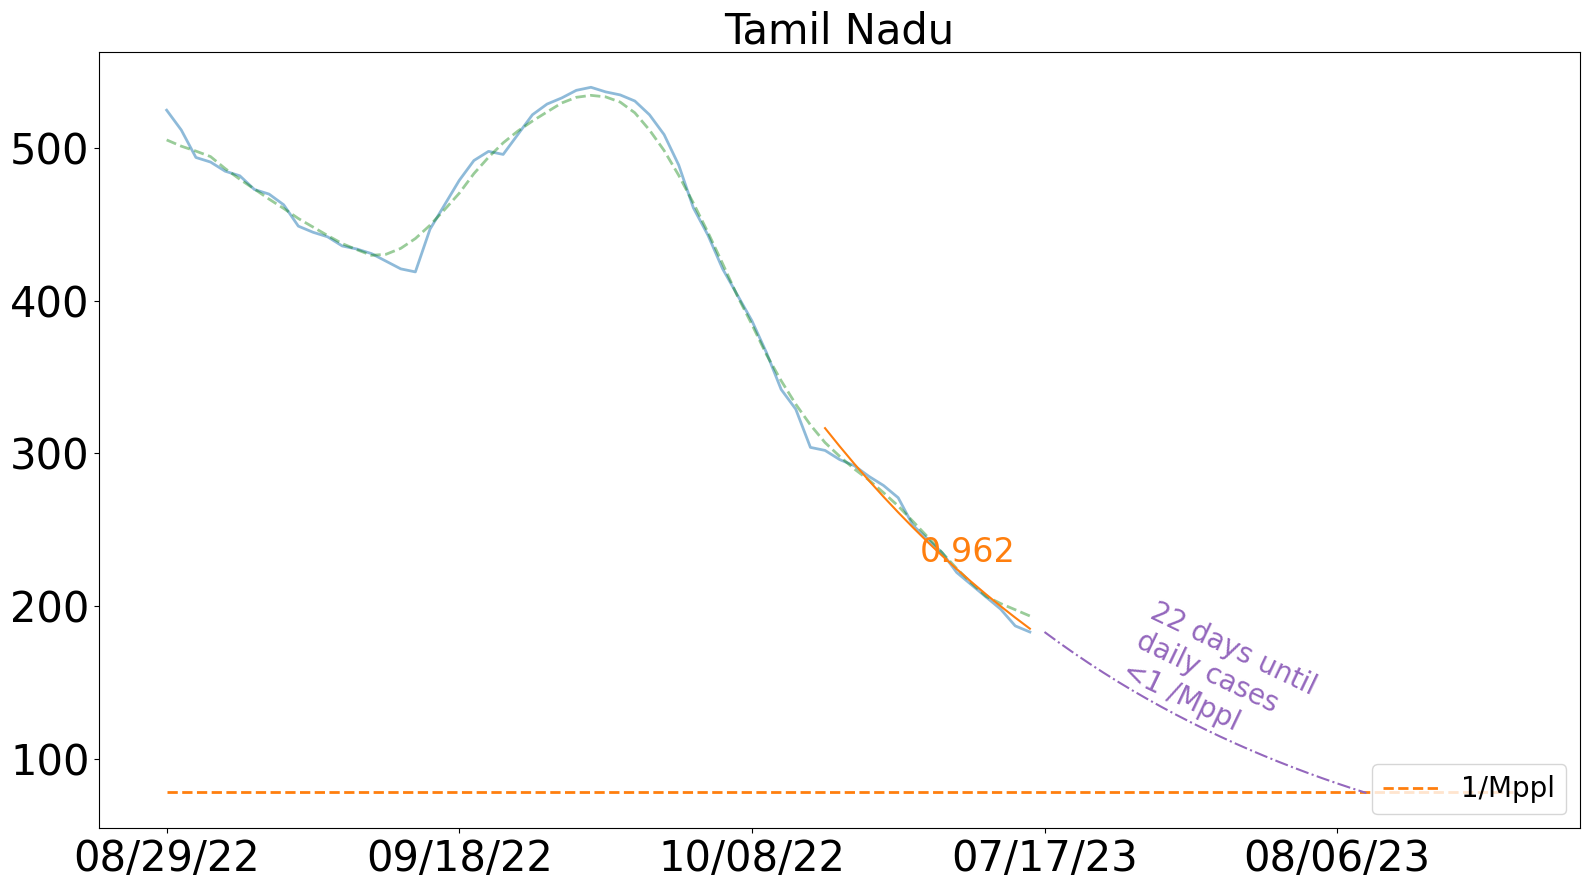 Tamil Nadu
500
400
300
200
100
0.962
22 days until
daily cases
<1 /Mppl
1/Mppl
08/29/22
09/18/22
10/08/22
07/17/23
08/06/23